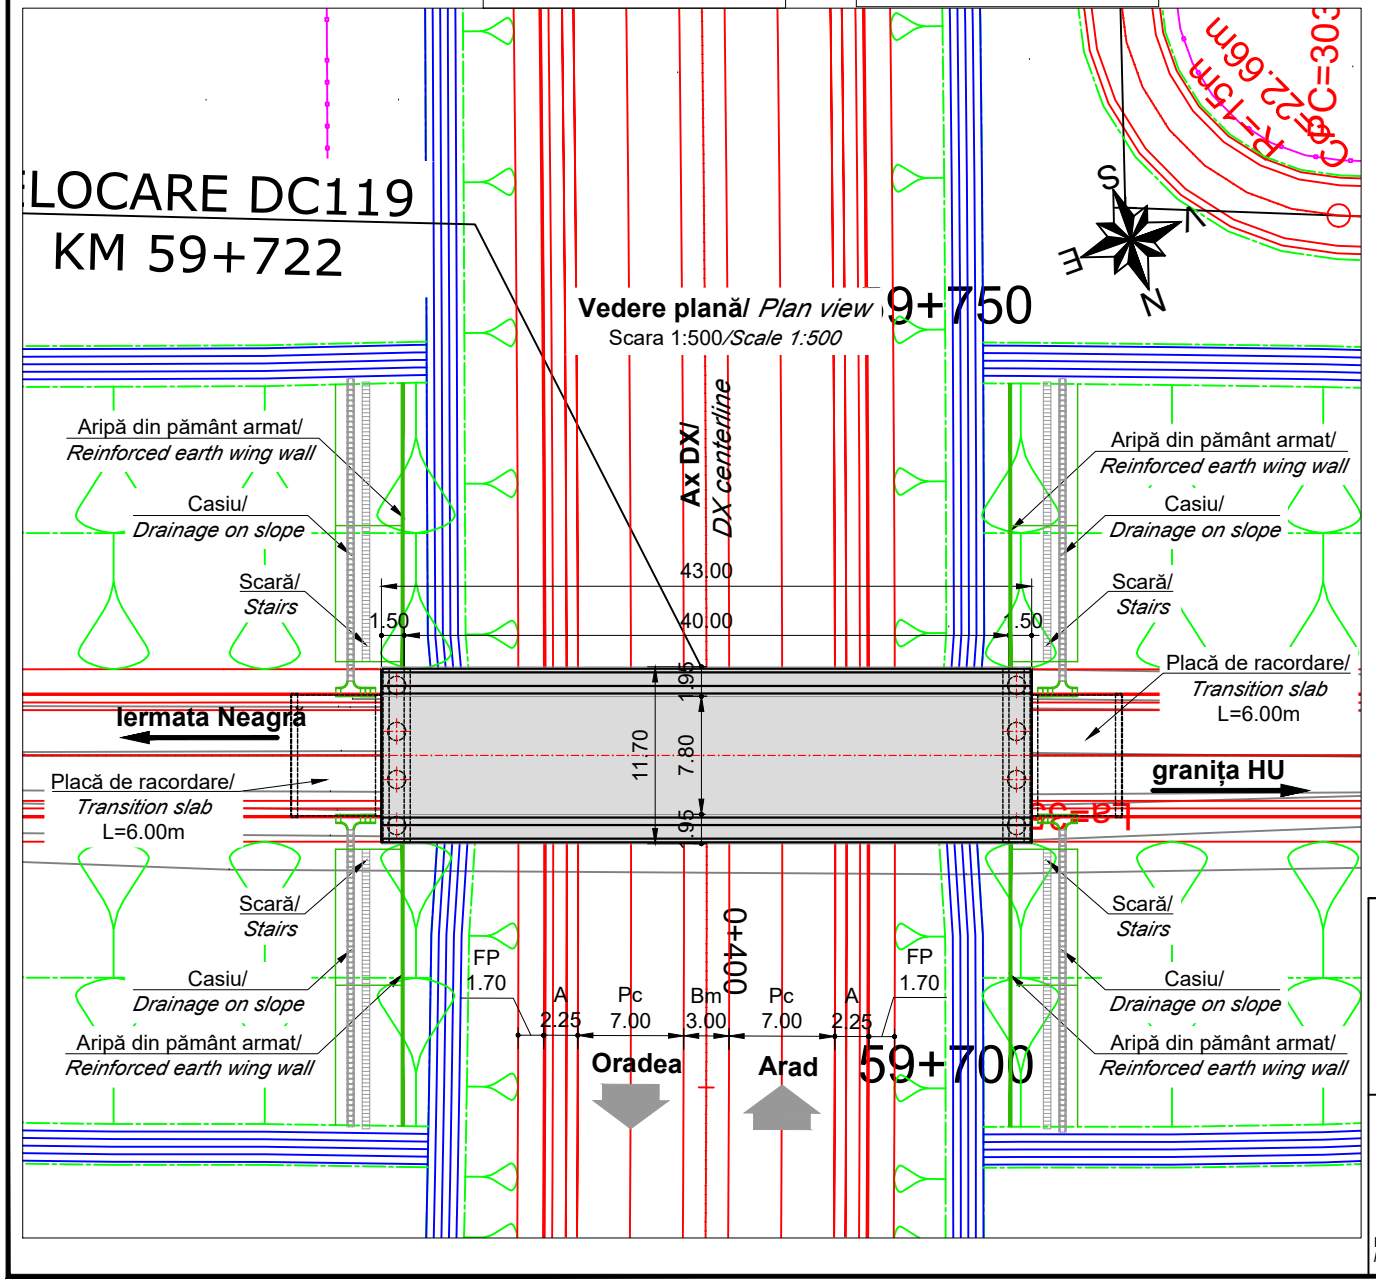 R=15m
C=22.66m
ELOCARE DC119
KM 59+722
S
V
E
N
Vedere plană/ Plan view
Scara 1:500/Scale 1:500
9+750
Ax DX/
DX centerline
Aripă din pământ armat/
Reinforced earth wing wall
Casiu/
Drainage on slope
Scară/
Stairs
Aripă din pământ armat/
Reinforced earth wing wall
Casiu/
Drainage on slope
Scară/
Stairs
43.00
1.50
40.00
1.50
Placă de racordare/
Transition slab
L=6.00m
Iermata Neagră
1.95
11.70
7.80
1.95
granița HU
Placă de racordare/
Transition slab
L=6.00m
Scară/
Stairs
Casiu/
Drainage on slope
Aripă din pământ armat/
Reinforced earth wing wall
Scară/
Stairs
Casiu/
Drainage on slope
Aripă din pământ armat/
Reinforced earth wing wall
0+400
FP
1.70
A
2.25
Pc
7.00
Bm
3.00
Pc
7.00
A
2.25
FP
1.70
Oradea
Arad
59+700